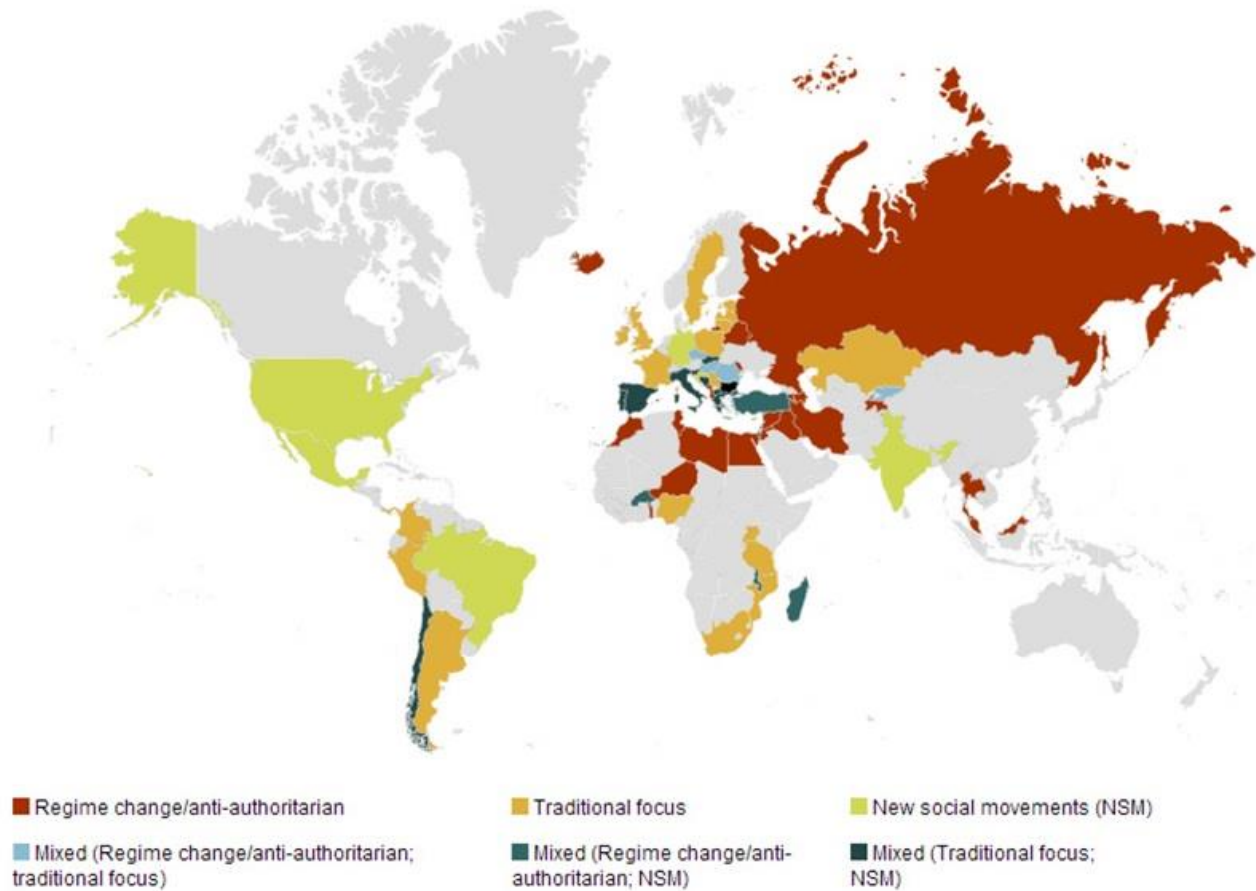 Regime change/anti-authoritarian
Traditional focus
New social movements (NSM)
Mixed (Regime change/anti-authoritarian;
traditional focus)
Mixed (Regime change/anti-
authoritarian; NSM)
Mixed (Traditional focus;
NSM)